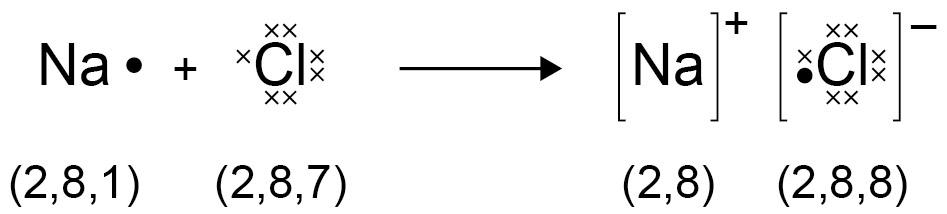 Na • + ×Cl ×× ×× ×× ⟶ [Na]⁺ [ו Cl ×× ×× ××]⁻
(2,8,1) (2,8,7) (2,8) (2,8,8)